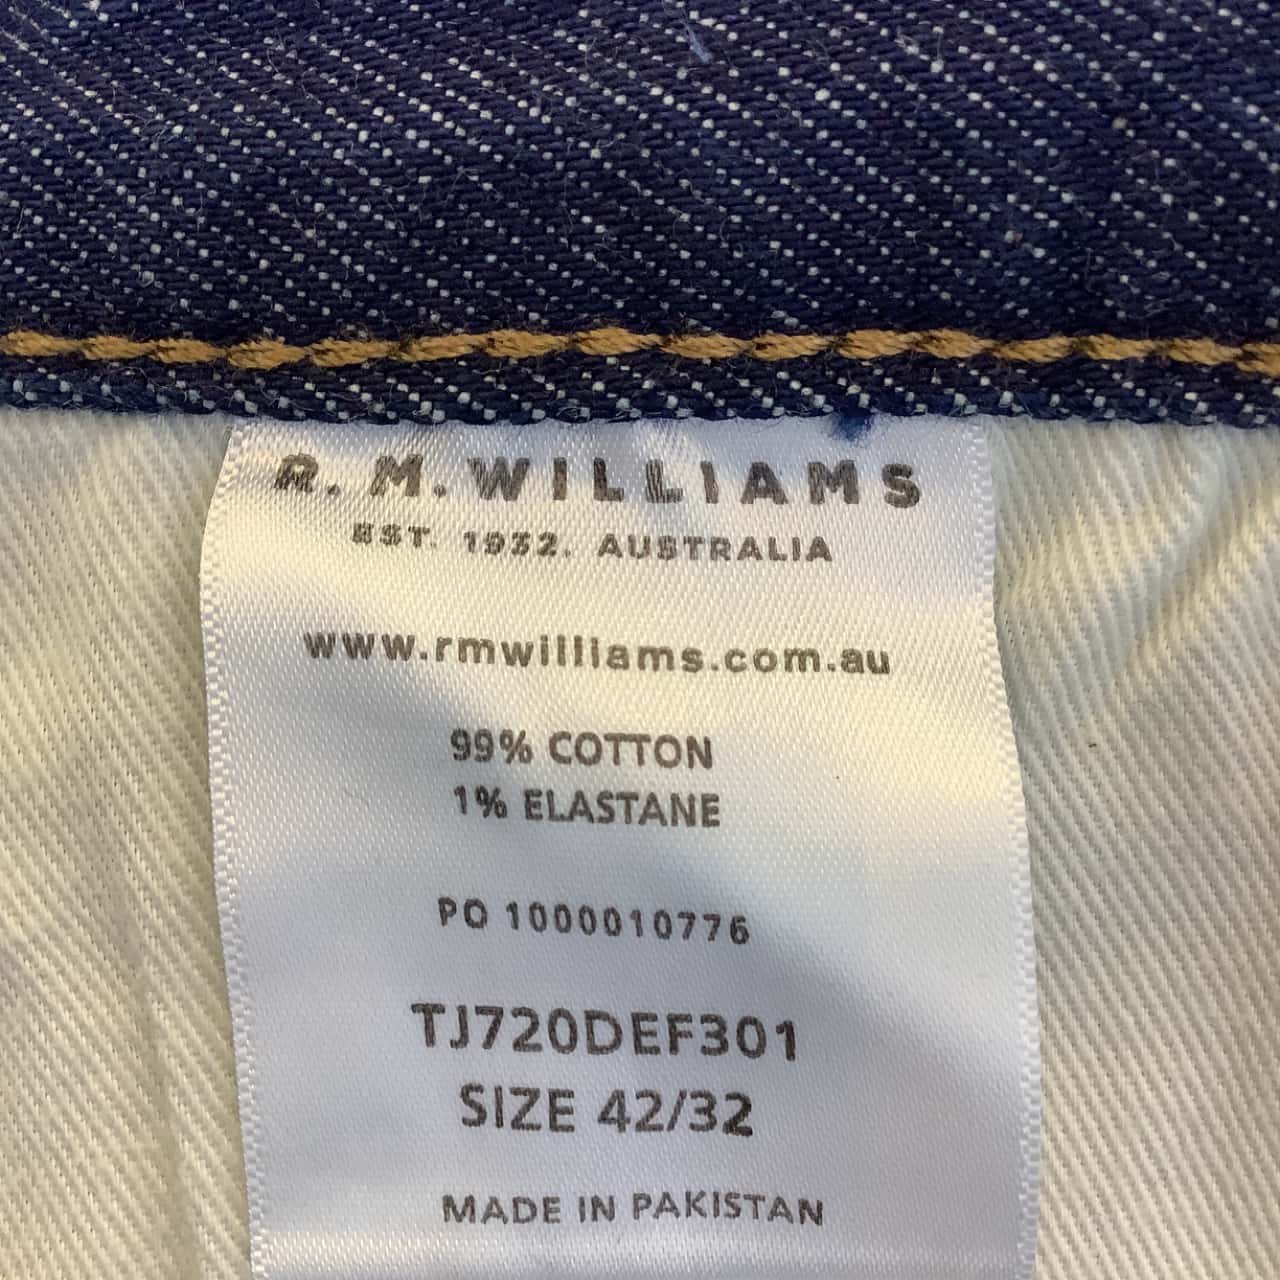 R. M. WILLIAMS
EST. 1932. AUSTRALIA
www.rmwilliams.com.au
99% COTTON
1% ELASTANE
PO 1000010776
TJ720DEF301
SIZE 42/32
MADE IN PAKISTAN